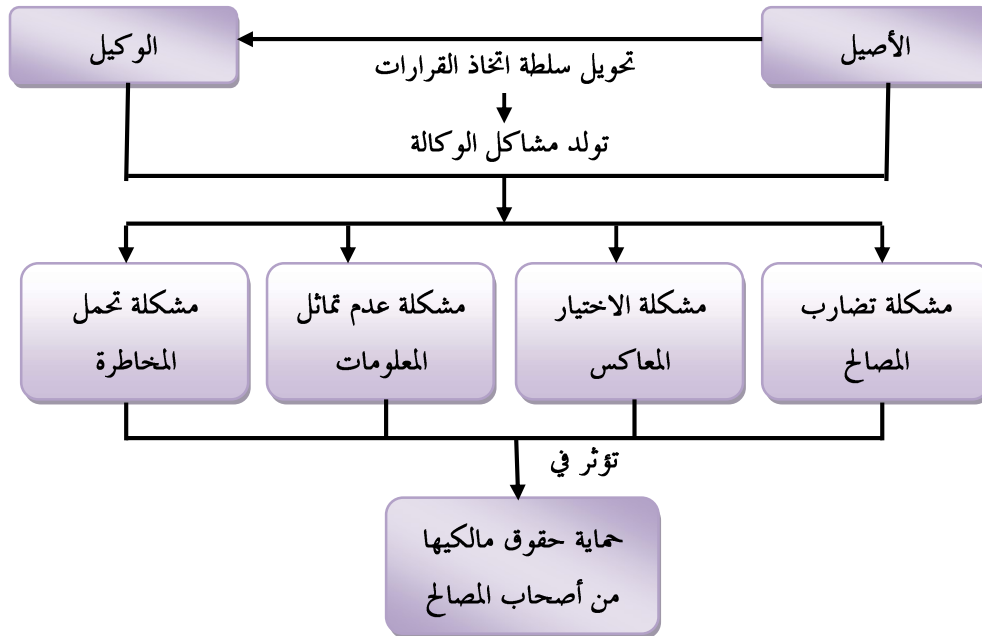 الأصيل
الوكيل
تحويل سلطة اتخاذ القرارات
تولد مشاكل الوكالة
مشكلة تضارب
المصالح
مشكلة الاختيار
المعاكس
مشكلة عدم تماثل
المعلومات
مشكلة تحمل
المخاطرة
تؤثر في
حماية حقوق مالكيها
من أصحاب المصالح